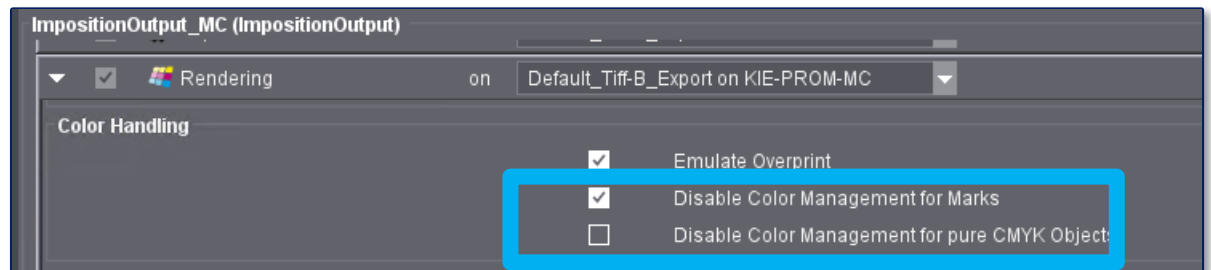 ImpositionOutput_MC (ImpositionOutput)
Rendering on Default_Tiff-B_Export on KIE-PROM-MC
Color Handling
Emulate Overprint
Disable Color Management for Marks
Disable Color Management for pure CMYK Objects